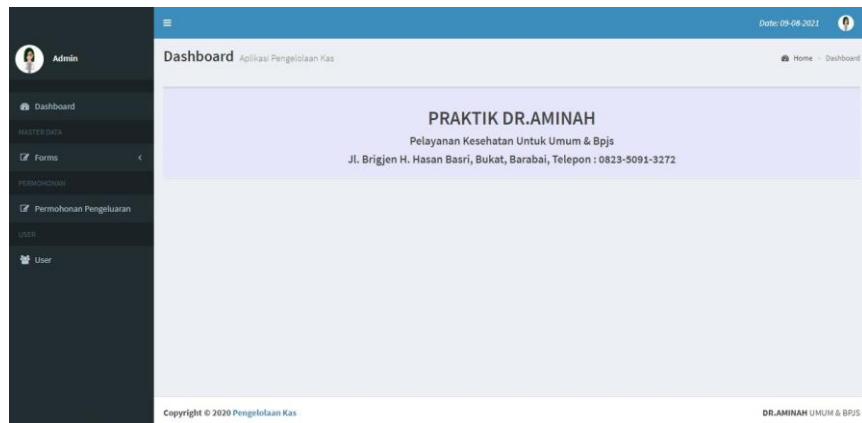 Date: 09-08-2021
Admin
Dashboard Aplikasi Pengelolaan Kas
Home > Dashboard
Dashboard
MASTER DATA
Forms
PERMOHONAN
Permohonan Pengeluaran
USER
User
PRAKTIK DR.AMINAH
Pelayanan Kesehatan Untuk Umum & Bpjs
Jl. Brigjen H. Hasan Basri, Bukat, Barabai, Telepon : 0823-5091-3272
Copyright © 2020 Pengelolaan Kas
DR.AMINAH UMUM & BPJS